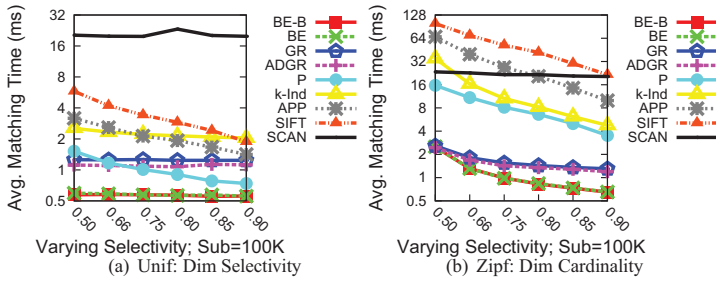 Avg. Matching Time (ms)
32
16
8
4
2
1
0.5
0.50
0.66
0.75
0.80
0.85
0.90
Varying Selectivity; Sub=100K
BE-B
BE
GR
ADGR
P
k-Ind
APP
SIFT
SCAN
(a) Unif: Dim Selectivity
Avg. Matching Time (ms)
128
64
32
16
8
4
2
1
0.5
0.50
0.66
0.75
0.80
0.85
0.90
Varying Selectivity; Sub=100K
BE-B
BE
GR
ADGR
P
k-Ind
APP
SIFT
SCAN
(b) Zipf: Dim Cardinality